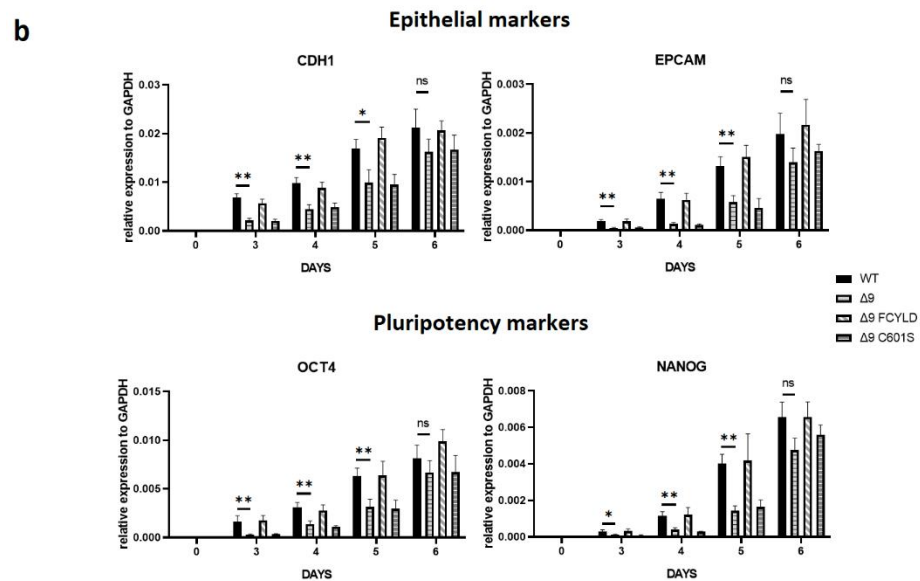 b
Epithelial markers
CDH1
relative expression to GAPDH
0.03
0.02
0.01
0.00
**
**
*
ns
0 3 4 5 6
DAYS
EPCAM
relative expression to GAPDH
0.003
0.002
0.001
0.000
**
**
**
ns
0 3 4 5 6
DAYS
WT
Δ9
Δ9 FCYLD
Δ9 C601S
Pluripotency markers
OCT4
relative expression to GAPDH
0.015
0.010
0.005
0.000
**
**
**
ns
0 3 4 5 6
DAYS
NANOG
relative expression to GAPDH
0.008
0.006
0.004
0.002
0.000
*
**
**
ns
0 3 4 5 6
DAYS